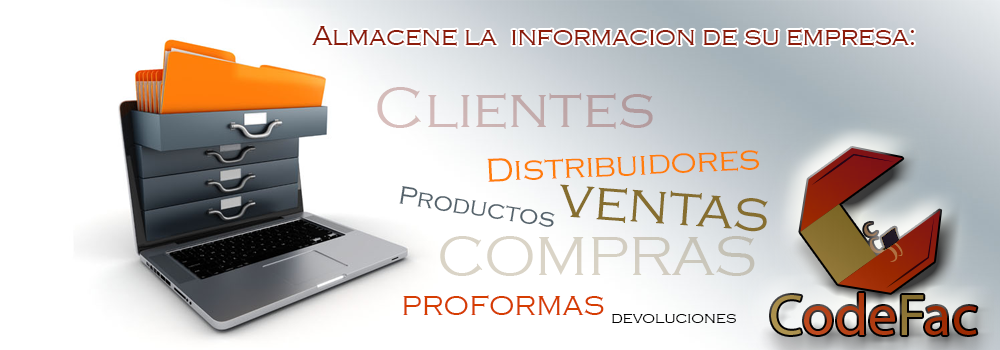 ALMACENE LA INFORMACION DE SU EMPRESA:
CLIENTES
DISTRIBUIDORES
PRODUCTOS
VENTAS
COMPRAS
PROFORMAS
DEVOLUCIONES
CodeFac